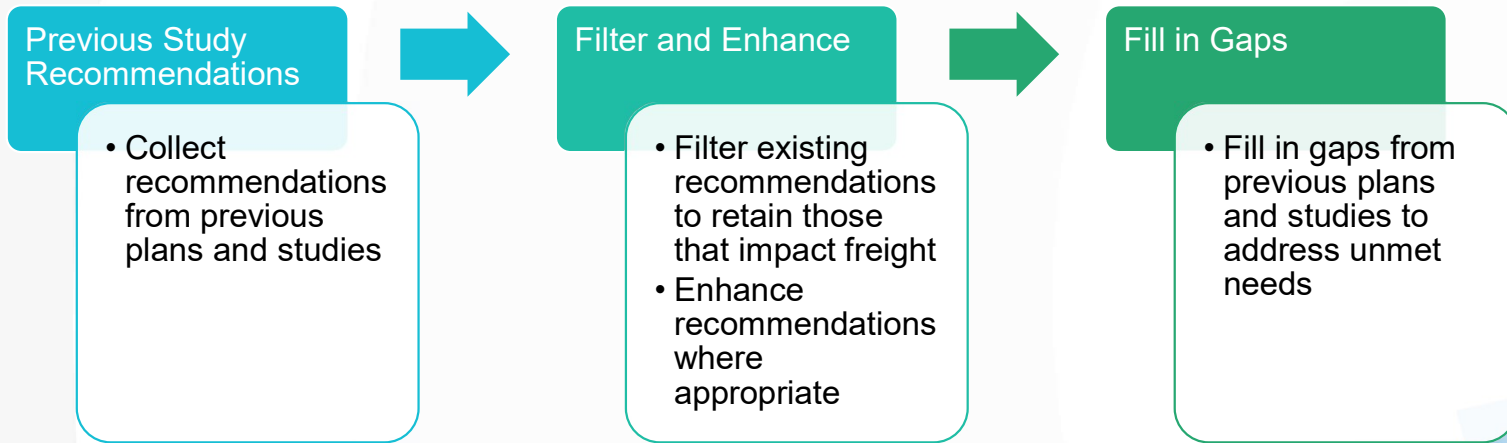 Previous Study
Recommendations
• Collect
recommendations
from previous
plans and studies
Filter and Enhance
• Filter existing
recommendations
to retain those
that impact freight
• Enhance
recommendations
where
appropriate
Fill in Gaps
• Fill in gaps from
previous plans
and studies to
address unmet
needs